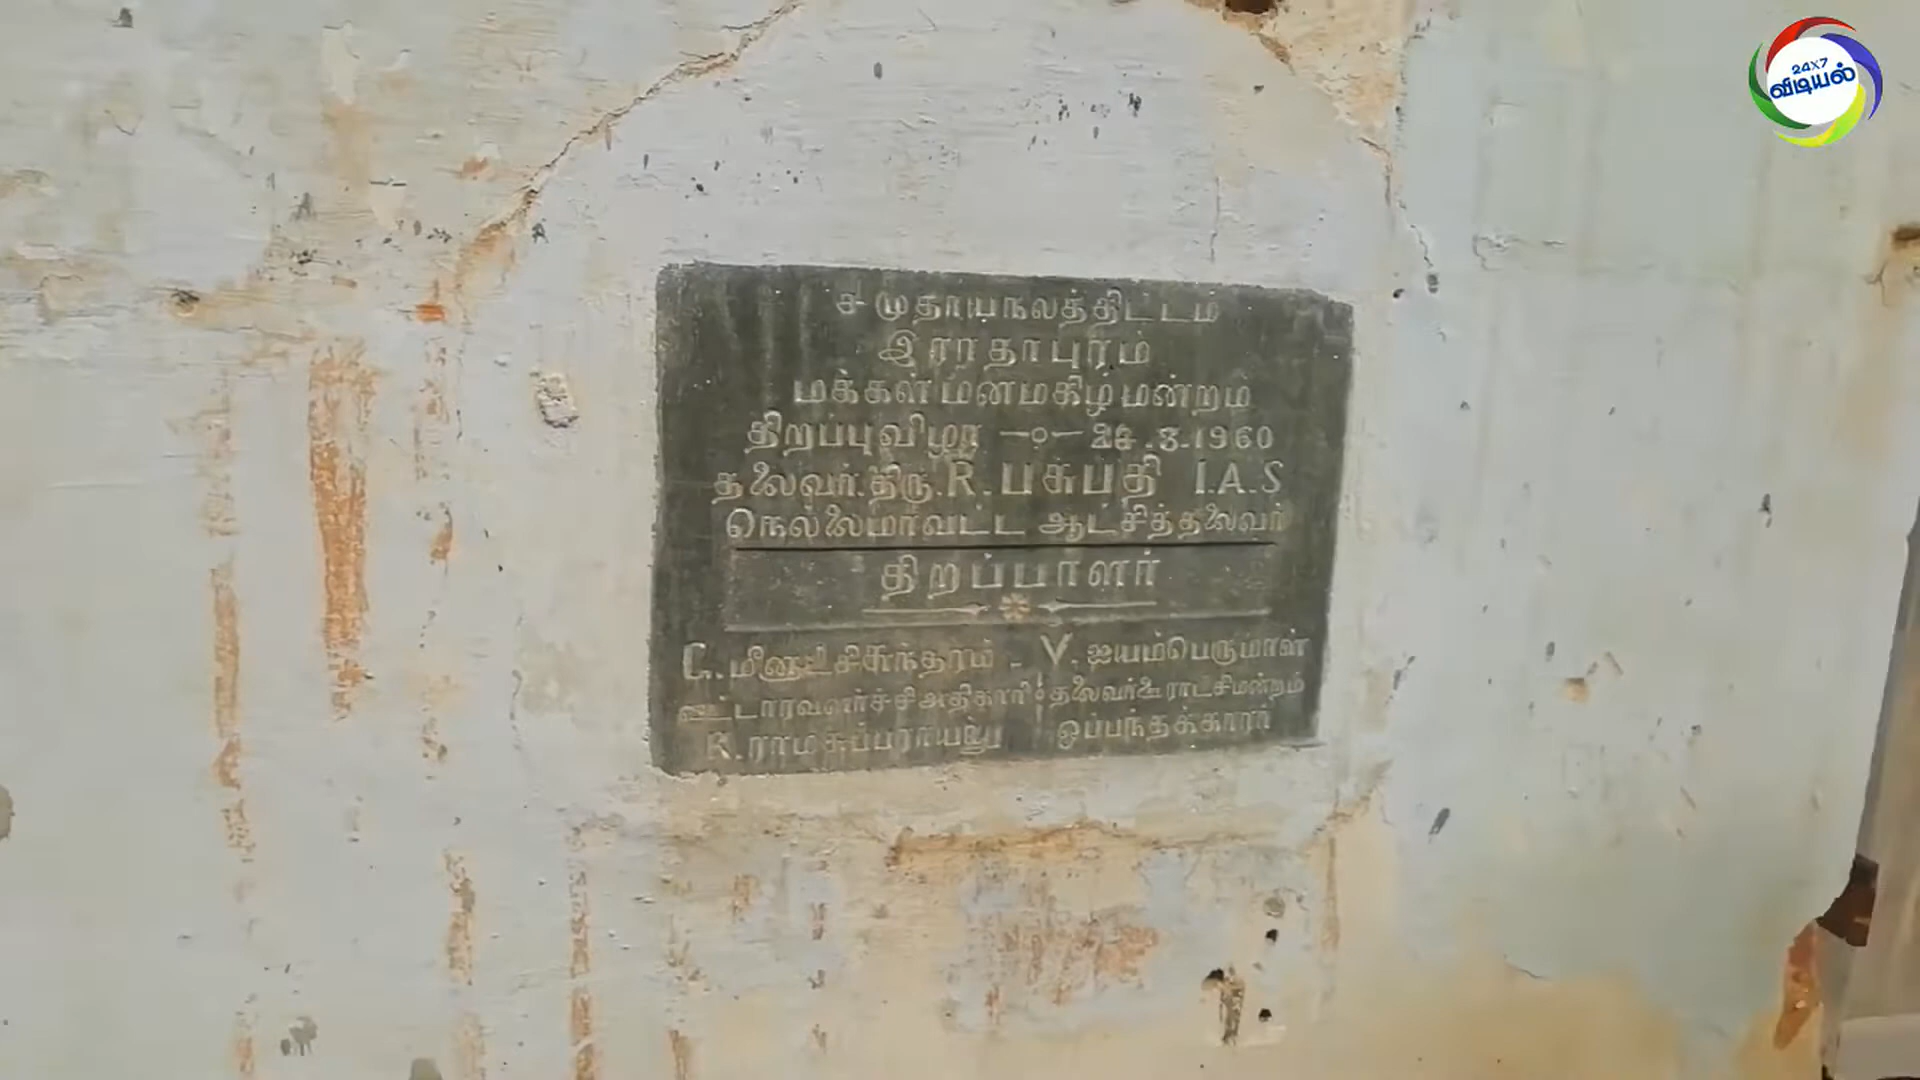 24X7
விடியல்
சமுதாயநலத்திட்டம்
இராதாபுரம்
மக்கள் மனமகிழ் மன்றம்
திறப்புவிழா —o— .8.1960
தலைவர்.திரு.R.பசுபதி I.A.S
நெல்லைமாவட்ட ஆட்சித்தலைவர்
திறப்பாளர்
G.மீனாட்சிசுந்தரம் - V.ஐயம்பெருமாள்
வட்டாரவளர்ச்சிஅதிகாரி தலைவர்ஊராட்சிமன்றம்
K.ராமசுப்பராயலு ஒப்பந்தக்காரர்